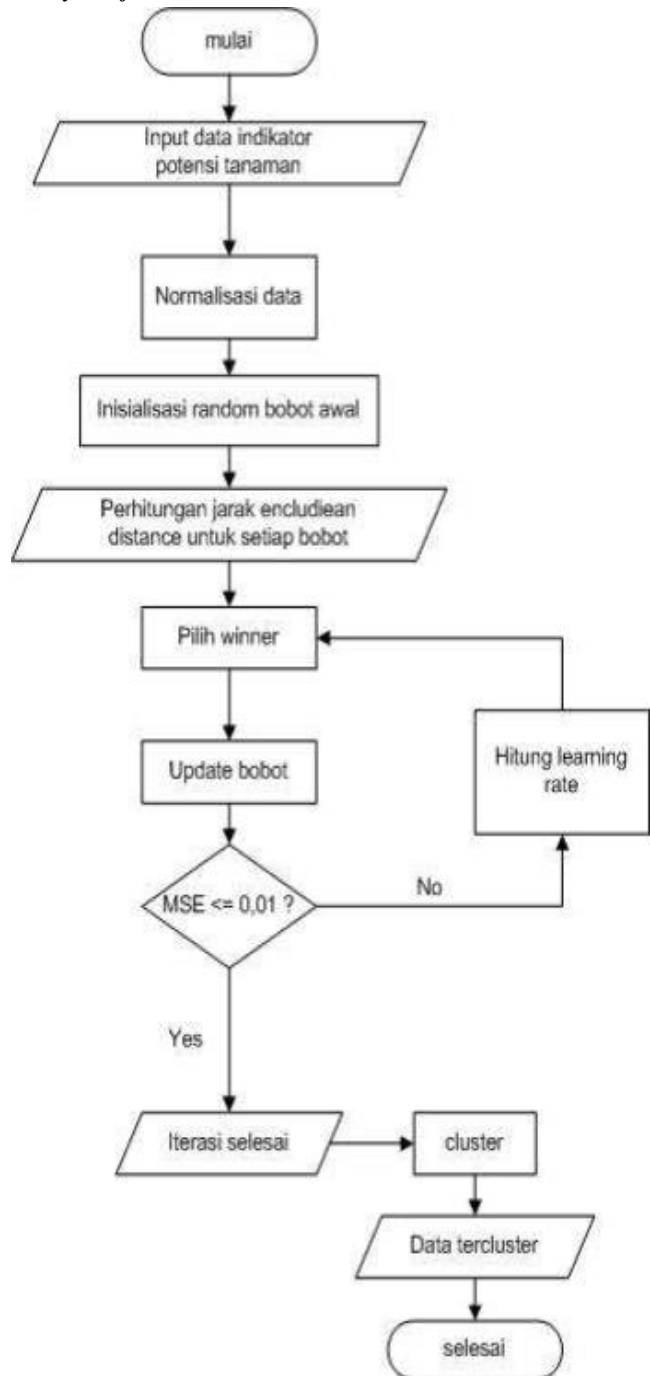 mulai
Input data indikator
potensi tanaman
Normalisasi data
Inisialisasi random bobot awal
Perhitungan jarak encludiean
distance untuk setiap bobot
Pilih winner
Update bobot
Hitung learning
rate
MSE <= 0,01 ?
No
Yes
Iterasi selesai
cluster
Data tercluster
selesai